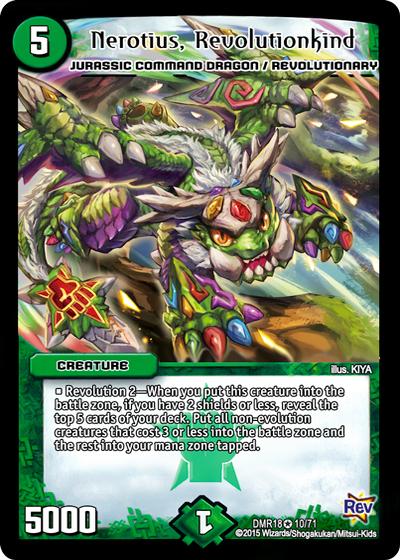 5
Nerotius, Revolutionkind
JURASSIC COMMAND DRAGON / REVOLUTIONARY
illus. KIYA
CREATURE
■ Revolution 2—When you put this creature into the
battle zone, if you have 2 shields or less, reveal the
top 5 cards of your deck. Put all non-evolution
creatures that cost 3 or less into the battle zone and
the rest into your mana zone tapped.
Rev
5000
1
DMR18 ✪ 10/71
©2015 Wizards/Shogakukan/Mitsui-Kids